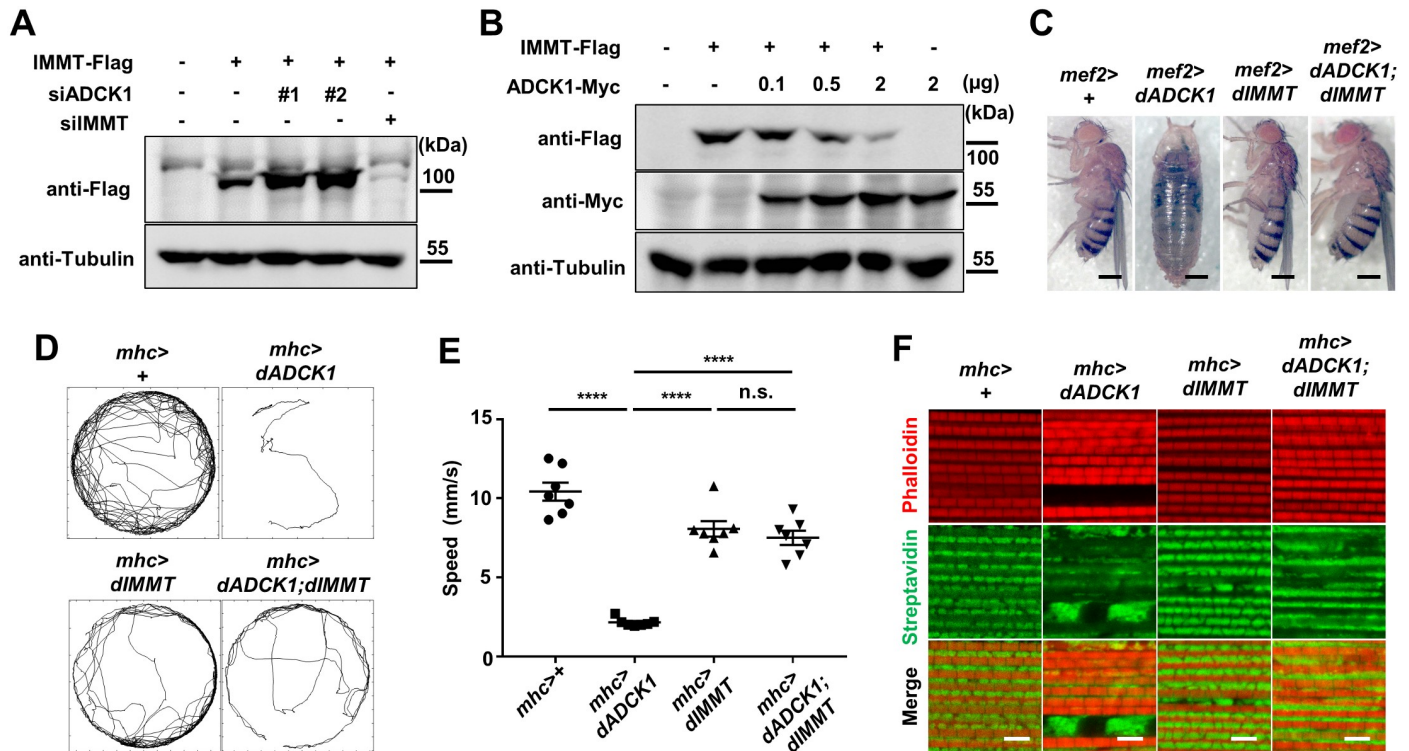 A
IMMT-Flag - + + + +
siADCK1 - - #1 #2 -
siIMMT - - - - +
(kDa)
anti-Flag
100
anti-Tubulin
55
B
IMMT-Flag - + + + + -
ADCK1-Myc - - 0.1 0.5 2 2 (μg)
(kDa)
anti-Flag
100
anti-Myc
55
anti-Tubulin
55
C
mef2>
+
mef2>
dADCK1
mef2>
dIMMT
mef2>
dADCK1;
dIMMT
D
mhc>
+
mhc>
dADCK1
mhc>
dIMMT
mhc>
dADCK1;dIMMT
E
****
**** **** n.s.
Speed (mm/s)
15
10
5
0
mhc>+
mhc>
dADCK1
mhc>
dIMMT
mhc>
dADCK1;
dIMMT
F
mhc>
+
mhc>
dADCK1
mhc>
dIMMT
mhc>
dADCK1;
dIMMT
Phalloidin
Streptavidin
Merge